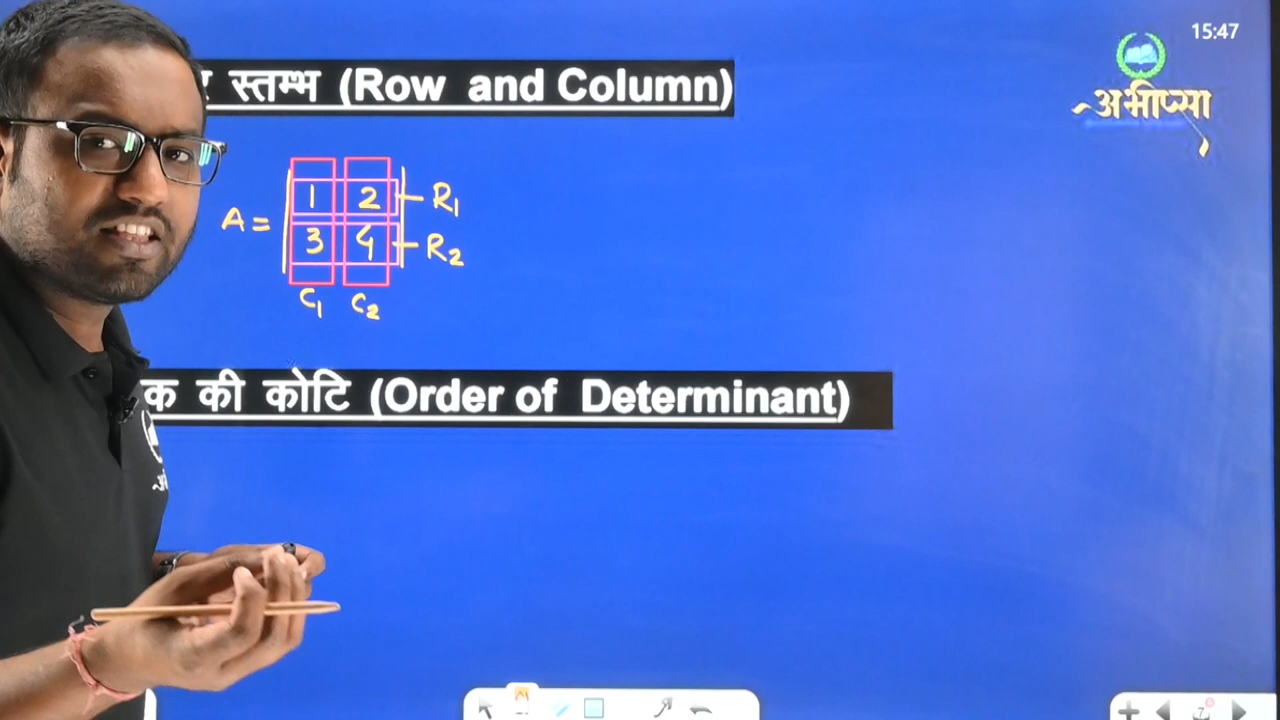 15:47
अभीप्सा
स्तम्भ (Row and Column)
A = | 1 2 | - R₁
| 3 4 | - R₂
C₁ C₂
क की कोटि (Order of Determinant)